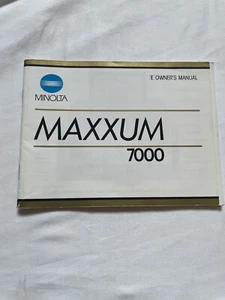 E OWNER'S MANUAL
MINOLTA
MAXXUM
7000